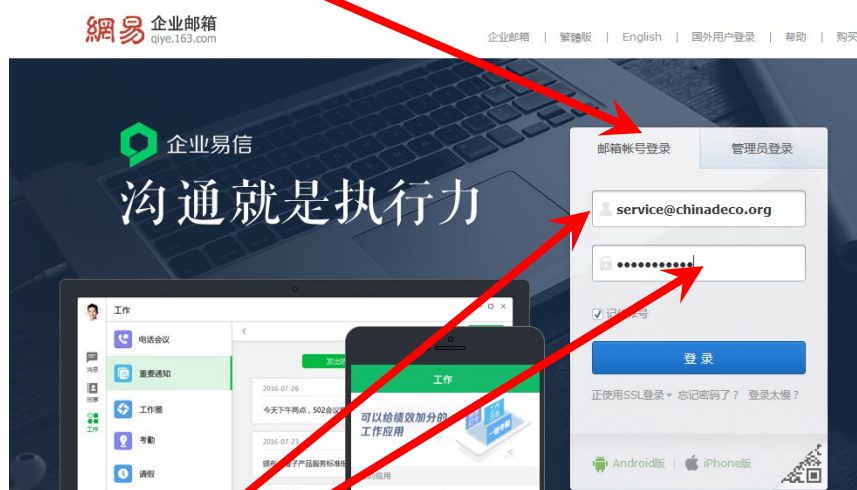 網易 企业邮箱
qiye.163.com
企业邮箱 | 繁體版 | English | 国外用户登录 | 帮助 | 购买
企业易信
沟通就是执行力
邮箱帐号登录 管理员登录
service@chinadeco.org
•••••••••••
登 录
正使用SSL登录 忘记密码了? 登录太慢?
Android版 | iPhone版
工作
电话会议
消息
重要通知
工作圈
工作
考勤
请假
2016-07-26
今天下午两点,502会议
2016-07-23
工作
可以给绩效加分的
工作应用